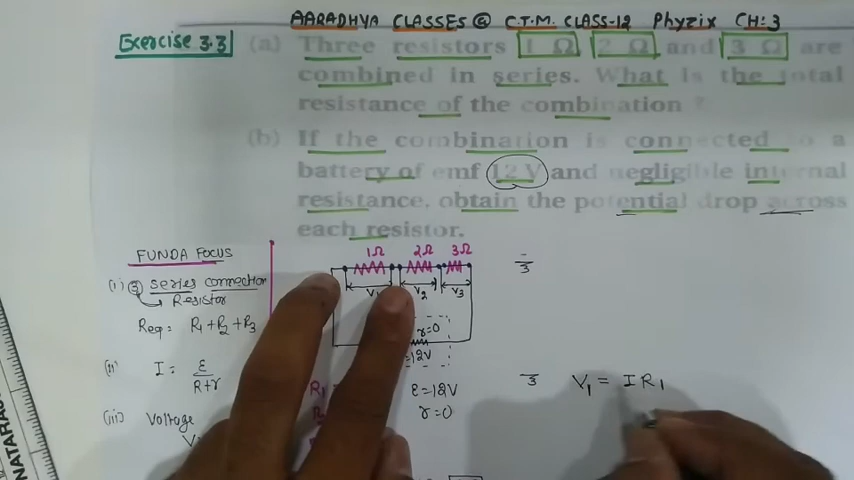 AARADHYA CLASSES @ C.T.M. CLASS-12 Phyzix CH:3
Exercise 3.3
(a) Three resistors 1 Ω 2 Ω and 3 Ω are
combined in series. What is the total
resistance of the combination ?
(b) If the combination is connected to a
battery of emf 12 V and negligible internal
resistance, obtain the potential drop across
each resistor.
FUNDA FOCUS
(i) series connection
Resistor
Req = R1+R2+R3
(ii) I = ε
R+r
(iii) Voltage
1Ω 2Ω 3Ω
V2 V3
r=0
=12V
R1
ε=12V
r=0
V1 = IR1
NATARA
15